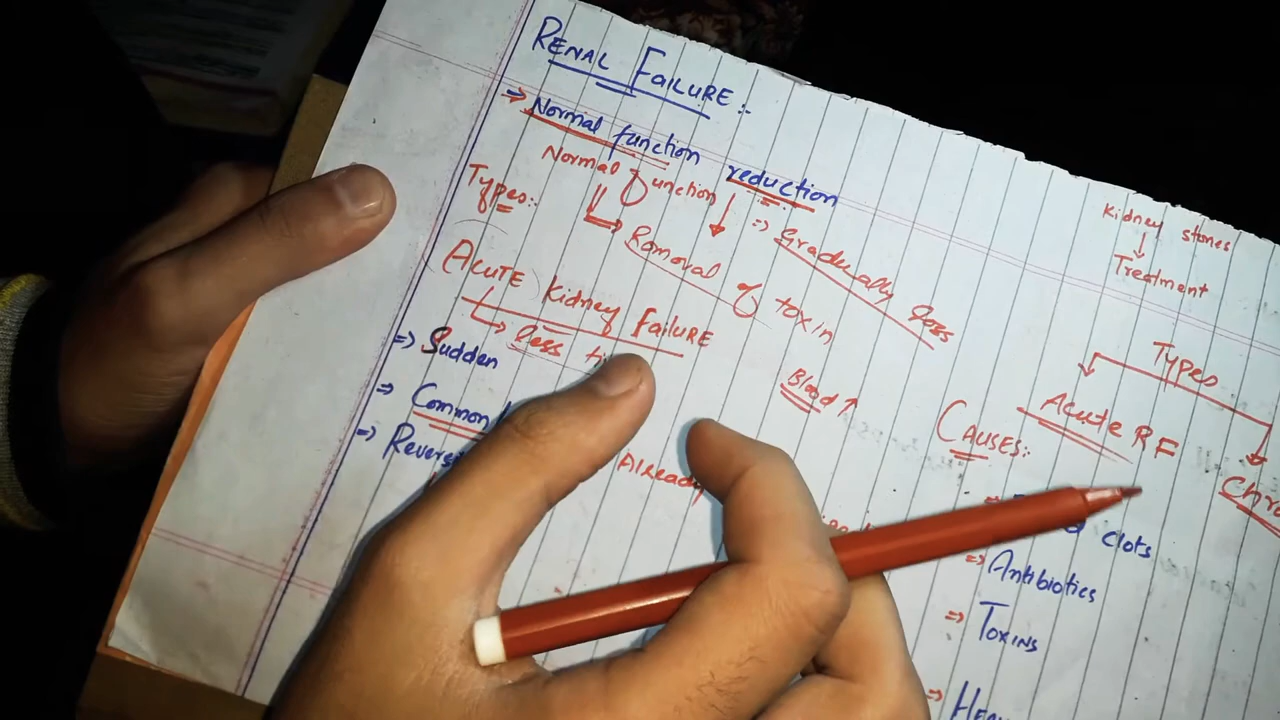 RENAL FAILURE:
⇒ Normal function reduction
Normal function ⇒ Gradually loss
Types:
Removal of toxin
ACUTE Kidney FAILURE
less
⇒ Sudden
⇒ Common
⇒
Already
Blood ↑
Kidney stones
↓
Treatment
Types
Acute RF
CAUSES:
⇒ clots
⇒ Antibiotics
⇒ Toxins
⇒